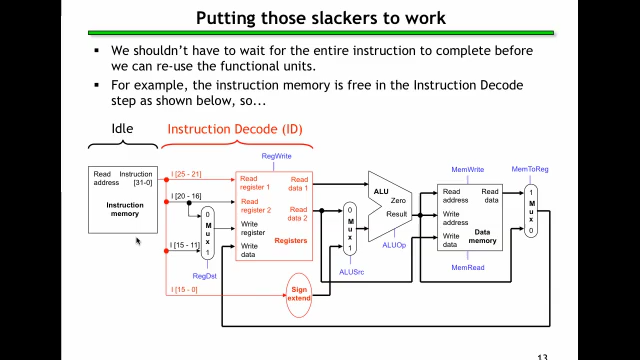 Putting those slackers to work
We shouldn't have to wait for the entire instruction to complete before
we can re-use the functional units.
For example, the instruction memory is free in the Instruction Decode
step as shown below, so...
Idle
Instruction Decode (ID)
RegWrite
MemWrite
MemToReg
Read
address
Instruction
[31-0]
Instruction
memory
I [25 - 21]
I [20 - 16]
I [15 - 11]
I [15 - 0]
0
M
u
x
1
RegDst
Read
register 1
Read
register 2
Write
register
Write
data
Read
data 1
Read
data 2
Registers
Sign
extend
0
M
u
x
1
ALUSrc
ALU
Zero
Result
ALUOp
Read
address
Write
address
Write
data
Read
data
Data
memory
MemRead
1
M
u
x
0
13